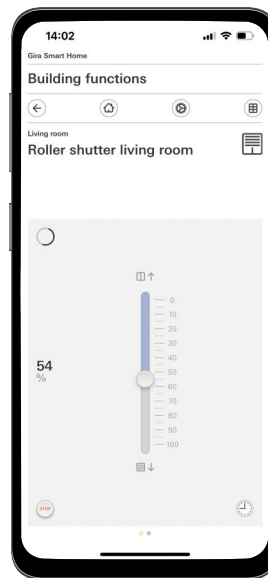 14:02
Gira Smart Home
Building functions
Living room
Roller shutter living room
0
10
20
30
40
50
60
70
80
90
100
54
%
STOP